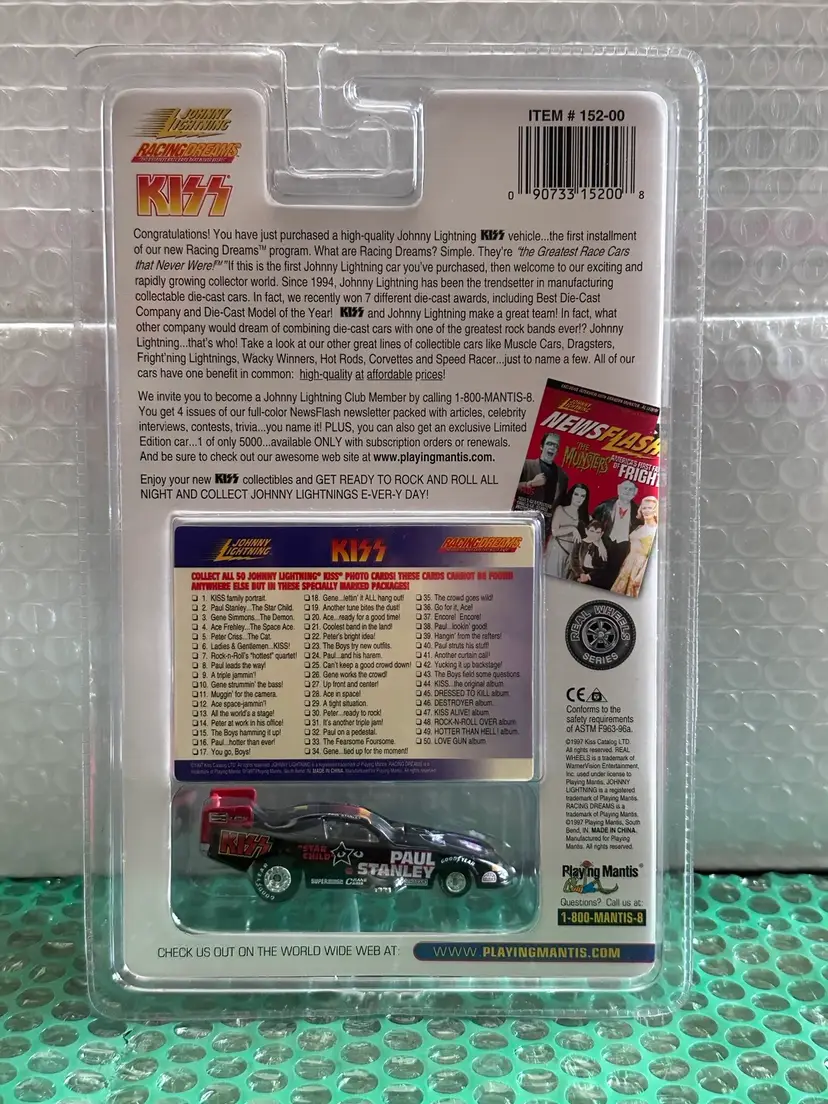 JOHNNY LIGHTNING
RACING DREAMS
KISS
ITEM # 152-00
0 90733 15200 8
Congratulations! You have just purchased a high-quality Johnny Lightning KISS vehicle...the first installment
of our new Racing Dreams™ program. What are Racing Dreams? Simple. They're "the Greatest Race Cars
that Never Were!™" If this is the first Johnny Lightning car you've purchased, then welcome to our exciting and
rapidly growing collector world. Since 1994, Johnny Lightning has been the trendsetter in manufacturing
collectable die-cast cars. In fact, we recently won 7 different die-cast awards, including Best Die-Cast
Company and Die-Cast Model of the Year! KISS and Johnny Lightning make a great team! In fact, what
other company would dream of combining die-cast cars with one of the greatest rock bands ever!? Johnny
Lightning...that's who! Take a look at our other great lines of collectible cars like Muscle Cars, Dragsters,
Fright'ning Lightnings, Wacky Winners, Hot Rods, Corvettes and Speed Racer...just to name a few. All of our
cars have one benefit in common: high-quality at affordable prices!
We invite you to become a Johnny Lightning Club Member by calling 1-800-MANTIS-8.
You get 4 issues of our full-color NewsFlash newsletter packed with articles, celebrity
interviews, contests, trivia...you name it! PLUS, you can also get an exclusive Limited
Edition car...1 of only 5000...available ONLY with subscription orders or renewals.
And be sure to check out our awesome web site at www.playingmantis.com.
Enjoy your new KISS collectibles and GET READY TO ROCK AND ROLL ALL
NIGHT AND COLLECT JOHNNY LIGHTNINGS E-VER-Y DAY!
NEWSFLASH
THE MUNSTERS
FRIGHT
JOHNNY LIGHTNING KISS RACING DREAMS
COLLECT ALL 50 JOHNNY LIGHTNING® KISS® PHOTO CARDS! THESE CARDS CANNOT BE FOUND
ANYWHERE ELSE BUT IN THESE SPECIALLY MARKED PACKAGES!
1. KISS family portrait.
2. Paul Stanley...The Star Child.
3. Gene Simmons...The Demon.
4. Ace Frehley...The Space Ace.
5. Peter Criss...The Cat.
6. Ladies & Gentlemen...KISS!
7. Rock-n-Roll's "hottest" quartet!
8. Paul leads the way!
9. A triple jammin'!
10. Gene strummin' the bass!
11. Muggin' for the camera.
12. Ace space-jammin'!
13. All the world's a stage!
14. Peter at work in his office!
15. The Boys hamming it up!
16. Paul...hotter than ever!
17. You go, Boys!
18. Gene...lettin' it ALL hang out!
19. Another tune bites the dust!
20. Ace...ready for a good time!
21. Coolest band in the land!
22. Peter's bright idea!
23. The Boys try new outfits.
24. Paul...and his harem.
25. Can't keep a good crowd down!
26. Gene works the crowd!
27. Up front and center!
28. Ace in space!
29. A tight situation.
30. Peter...ready to rock!
31. It's another triple jam!
32. Paul on a pedestal.
33. The Fearsome Foursome.
34. Gene...tied up for the moment!
35. The crowd goes wild!
36. Go for it, Ace!
37. Encore! Encore!
38. Paul...lookin' good!
39. Hangin' from the rafters!
40. Paul struts his stuff!
41. Another curtain call!
42. Yucking it up backstage!
43. The Boys field some questions.
44. KISS...the original album.
45. DRESSED TO KILL album.
46. DESTROYER album.
47. KISS ALIVE! album.
48. ROCK-N-ROLL OVER album.
49. HOTTER THAN HELL! album.
50. LOVE GUN album.
REAL WHEELS
SERIES
CE
Conforms to the
safety requirements
of ASTM F963-96a.
©1997 Kiss Catalog LTD
All rights reserved. REAL
WHEELS is a trademark of
WarnerVision Entertainment,
Inc. used under license to
Playing Mantis. JOHNNY
LIGHTNING is a registered
trademark of Playing Mantis.
RACING DREAMS is a
trademark of Playing Mantis.
©1997 Playing Mantis, South
Bend, IN. MADE IN CHINA.
Manufactured for Playing
Mantis. All rights reserved.
KISS
STAR CHILD
PAUL STANLEY
GOODYEAR
GOODYEAR
Playing Mantis
Questions? Call us at:
1-800-MANTIS-8
CHECK US OUT ON THE WORLD WIDE WEB AT: WWW.PLAYINGMANTIS.COM